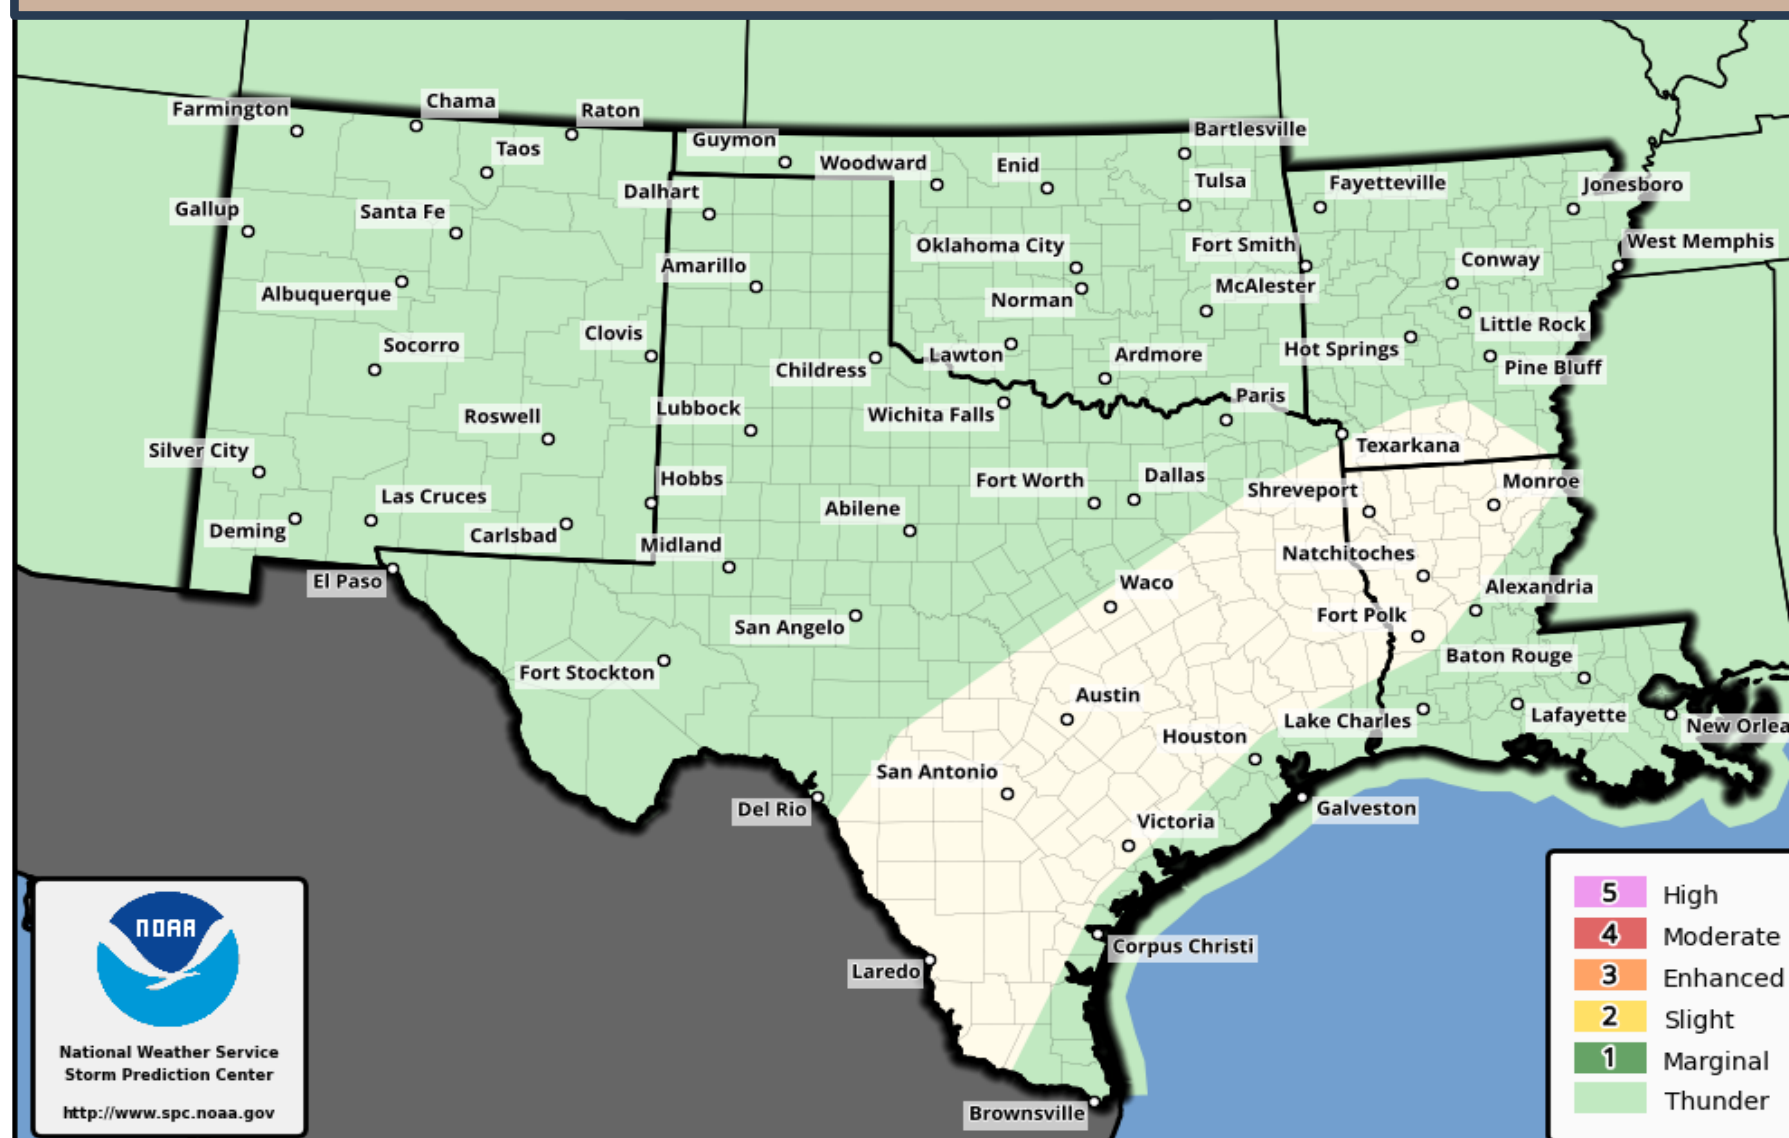 Farmington
Chama
Raton
Guymon
Bartlesville
Taos
Woodward
Enid
Tulsa
Fayetteville
Jonesboro
Dalhart
Gallup
Santa Fe
Oklahoma City
Fort Smith
West Memphis
Amarillo
Conway
Albuquerque
Norman
McAlester
Clovis
Little Rock
Socorro
Childress
Lawton
Ardmore
Hot Springs
Pine Bluff
Roswell
Lubbock
Wichita Falls
Paris
Silver City
Texarkana
Hobbs
Fort Worth
Dallas
Monroe
Las Cruces
Abilene
Shreveport
Deming
Carlsbad
Midland
Natchitoches
El Paso
Waco
Alexandria
San Angelo
Fort Polk
Fort Stockton
Baton Rouge
Austin
Lake Charles
Lafayette
New Orlea
Houston
San Antonio
Del Rio
Victoria
Galveston
Laredo
Corpus Christi
Brownsville
NOAA
National Weather Service
Storm Prediction Center
http://www.spc.noaa.gov
5 High
4 Moderate
3 Enhanced
2 Slight
1 Marginal
Thunder